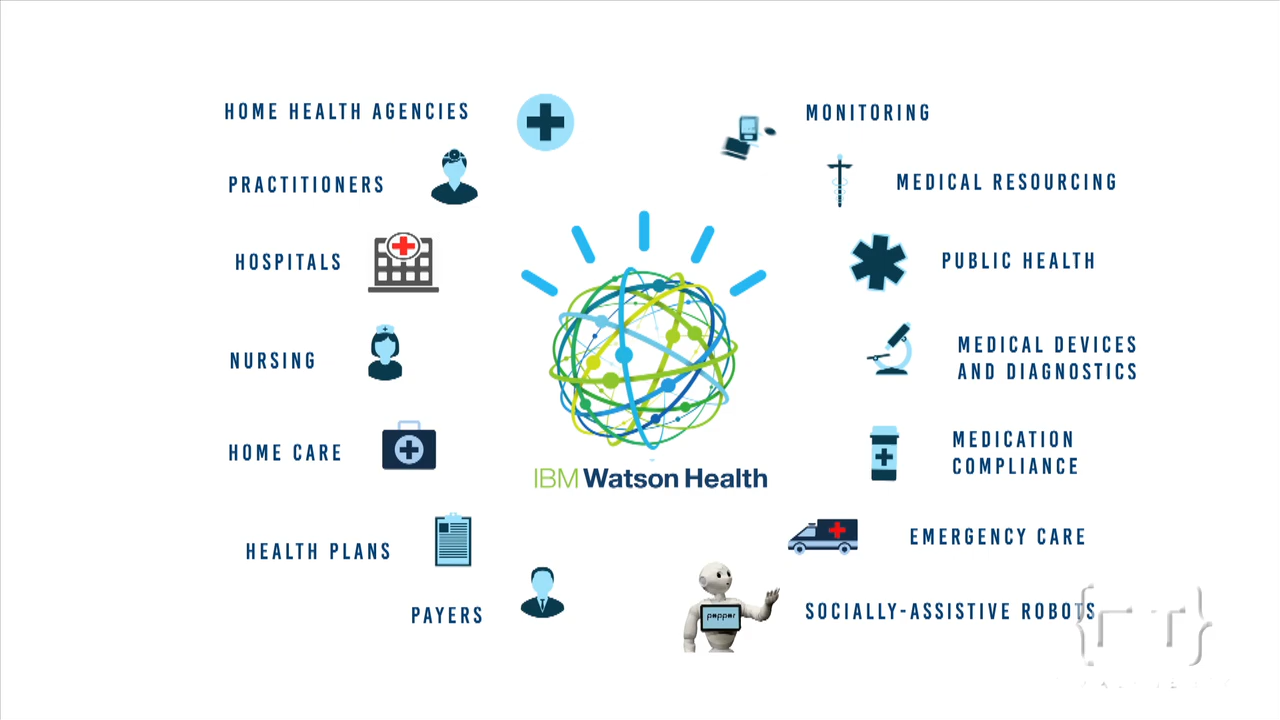 HOME HEALTH AGENCIES
MONITORING
PRACTITIONERS
MEDICAL RESOURCING
HOSPITALS
PUBLIC HEALTH
NURSING
MEDICAL DEVICES
AND DIAGNOSTICS
HOME CARE
MEDICATION
COMPLIANCE
IBM Watson Health
HEALTH PLANS
EMERGENCY CARE
PAYERS
pepper
SOCIALLY-ASSISTIVE ROBOTS